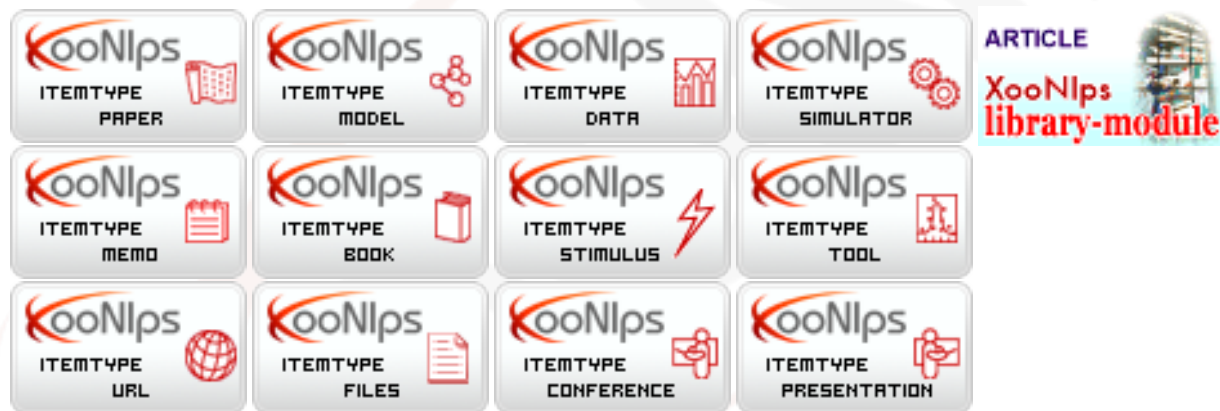 XooNIps
ITEMTYPE
PAPER
XooNIps
ITEMTYPE
MODEL
XooNIps
ITEMTYPE
DATA
XooNIps
ITEMTYPE
SIMULATOR
ARTICLE
XooNIps
library-module
XooNIps
ITEMTYPE
MEMO
XooNIps
ITEMTYPE
BOOK
XooNIps
ITEMTYPE
STIMULUS
XooNIps
ITEMTYPE
TOOL
XooNIps
ITEMTYPE
URL
XooNIps
ITEMTYPE
FILES
XooNIps
ITEMTYPE
CONFERENCE
XooNIps
ITEMTYPE
PRESENTATION